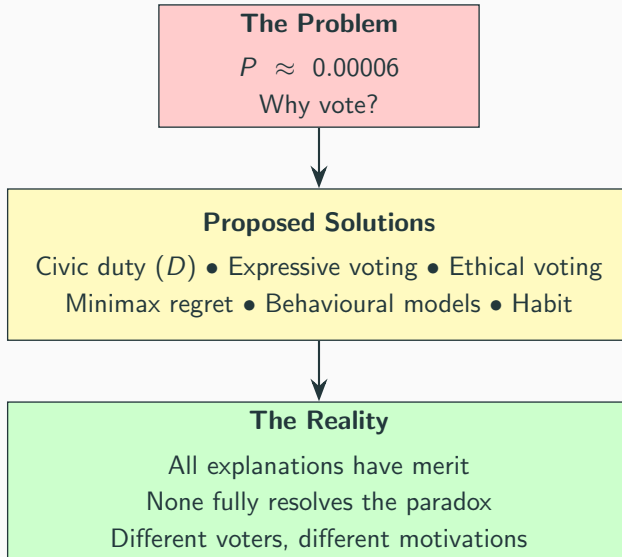 The Problem
P ≈ 0.00006
Why vote?
Proposed Solutions
Civic duty (D) • Expressive voting • Ethical voting
Minimax regret • Behavioural models • Habit
The Reality
All explanations have merit
None fully resolves the paradox
Different voters, different motivations